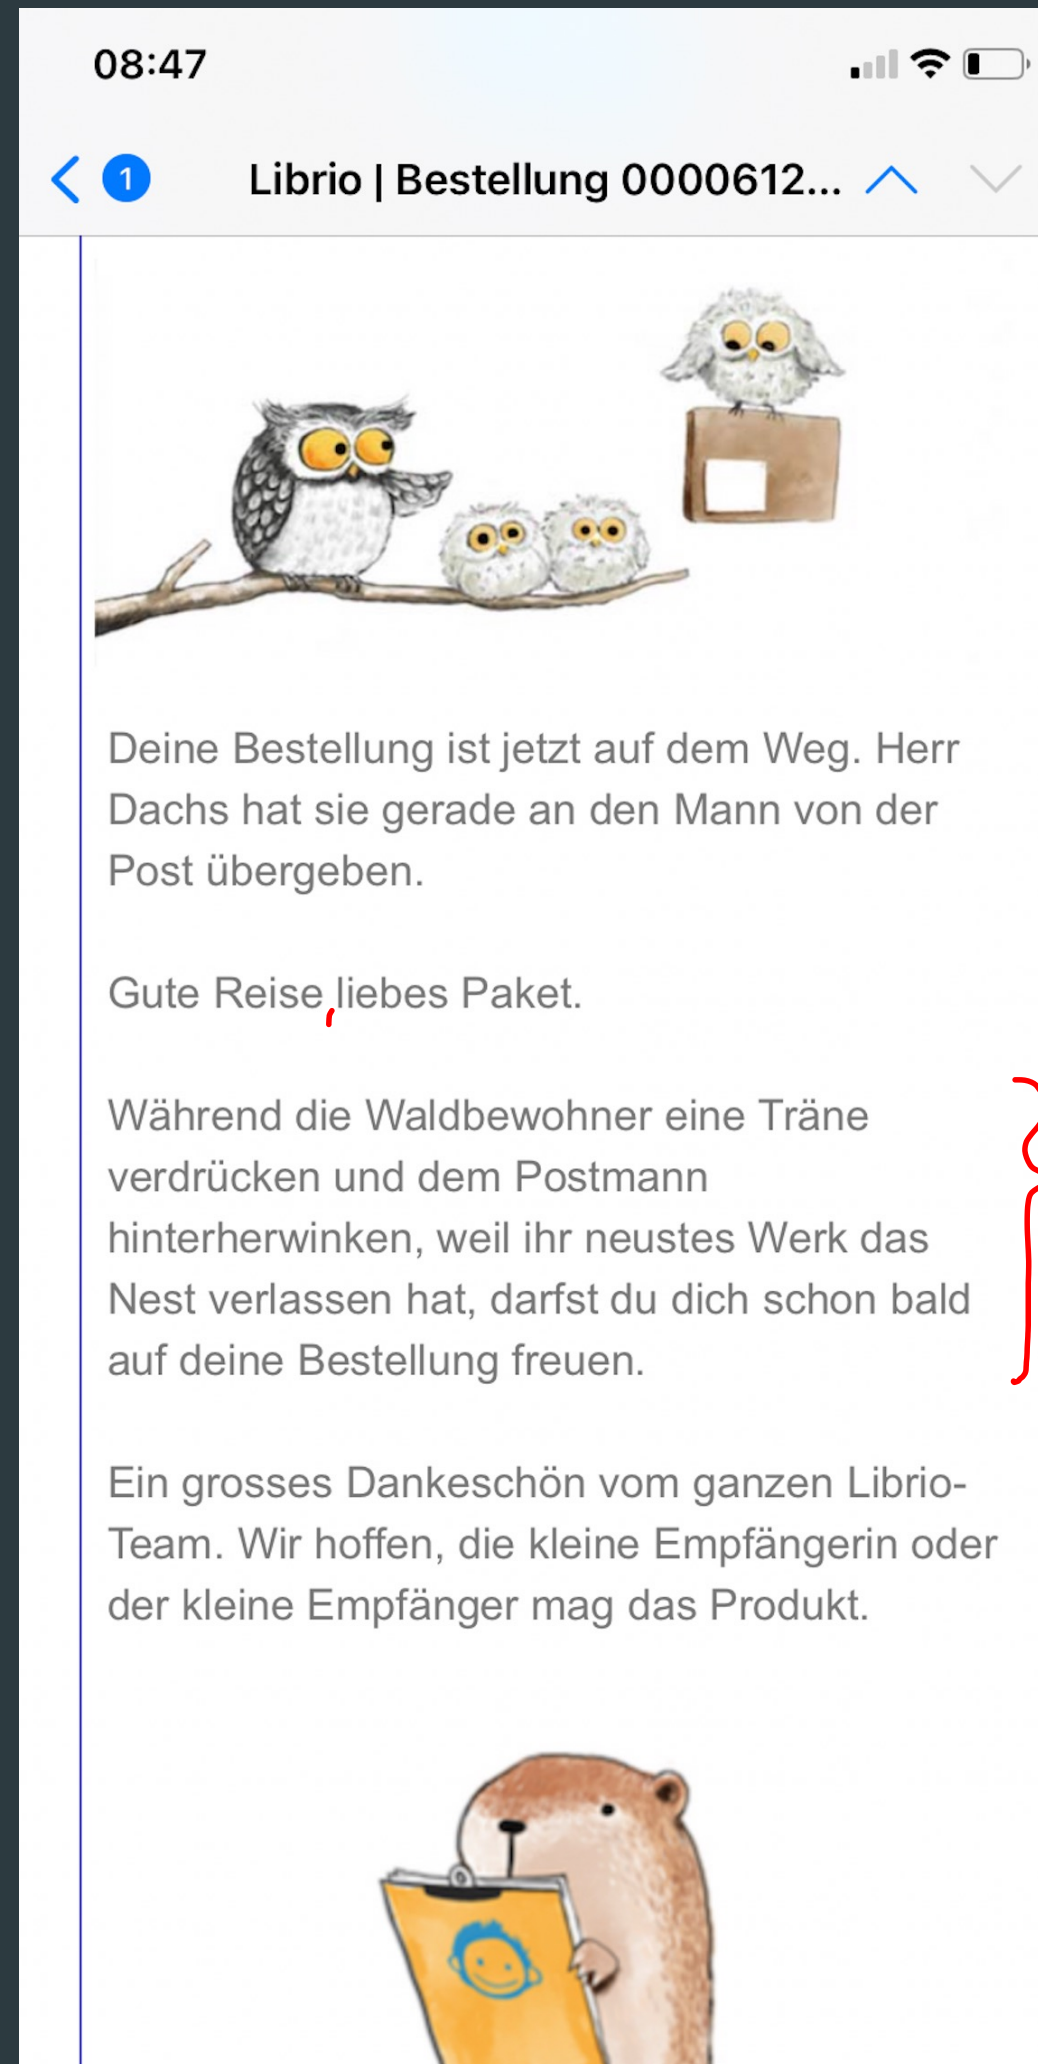 08:47
1
Librio | Bestellung 0000612...
Deine Bestellung ist jetzt auf dem Weg. Herr
Dachs hat sie gerade an den Mann von der
Post übergeben.
Gute Reise, liebes Paket.
Während die Waldbewohner eine Träne
verdrücken und dem Postmann
hinterherwinken, weil ihr neustes Werk das
Nest verlassen hat, darfst du dich schon bald
auf deine Bestellung freuen.
Ein grosses Dankeschön vom ganzen Librio-
Team. Wir hoffen, die kleine Empfängerin oder
der kleine Empfänger mag das Produkt.